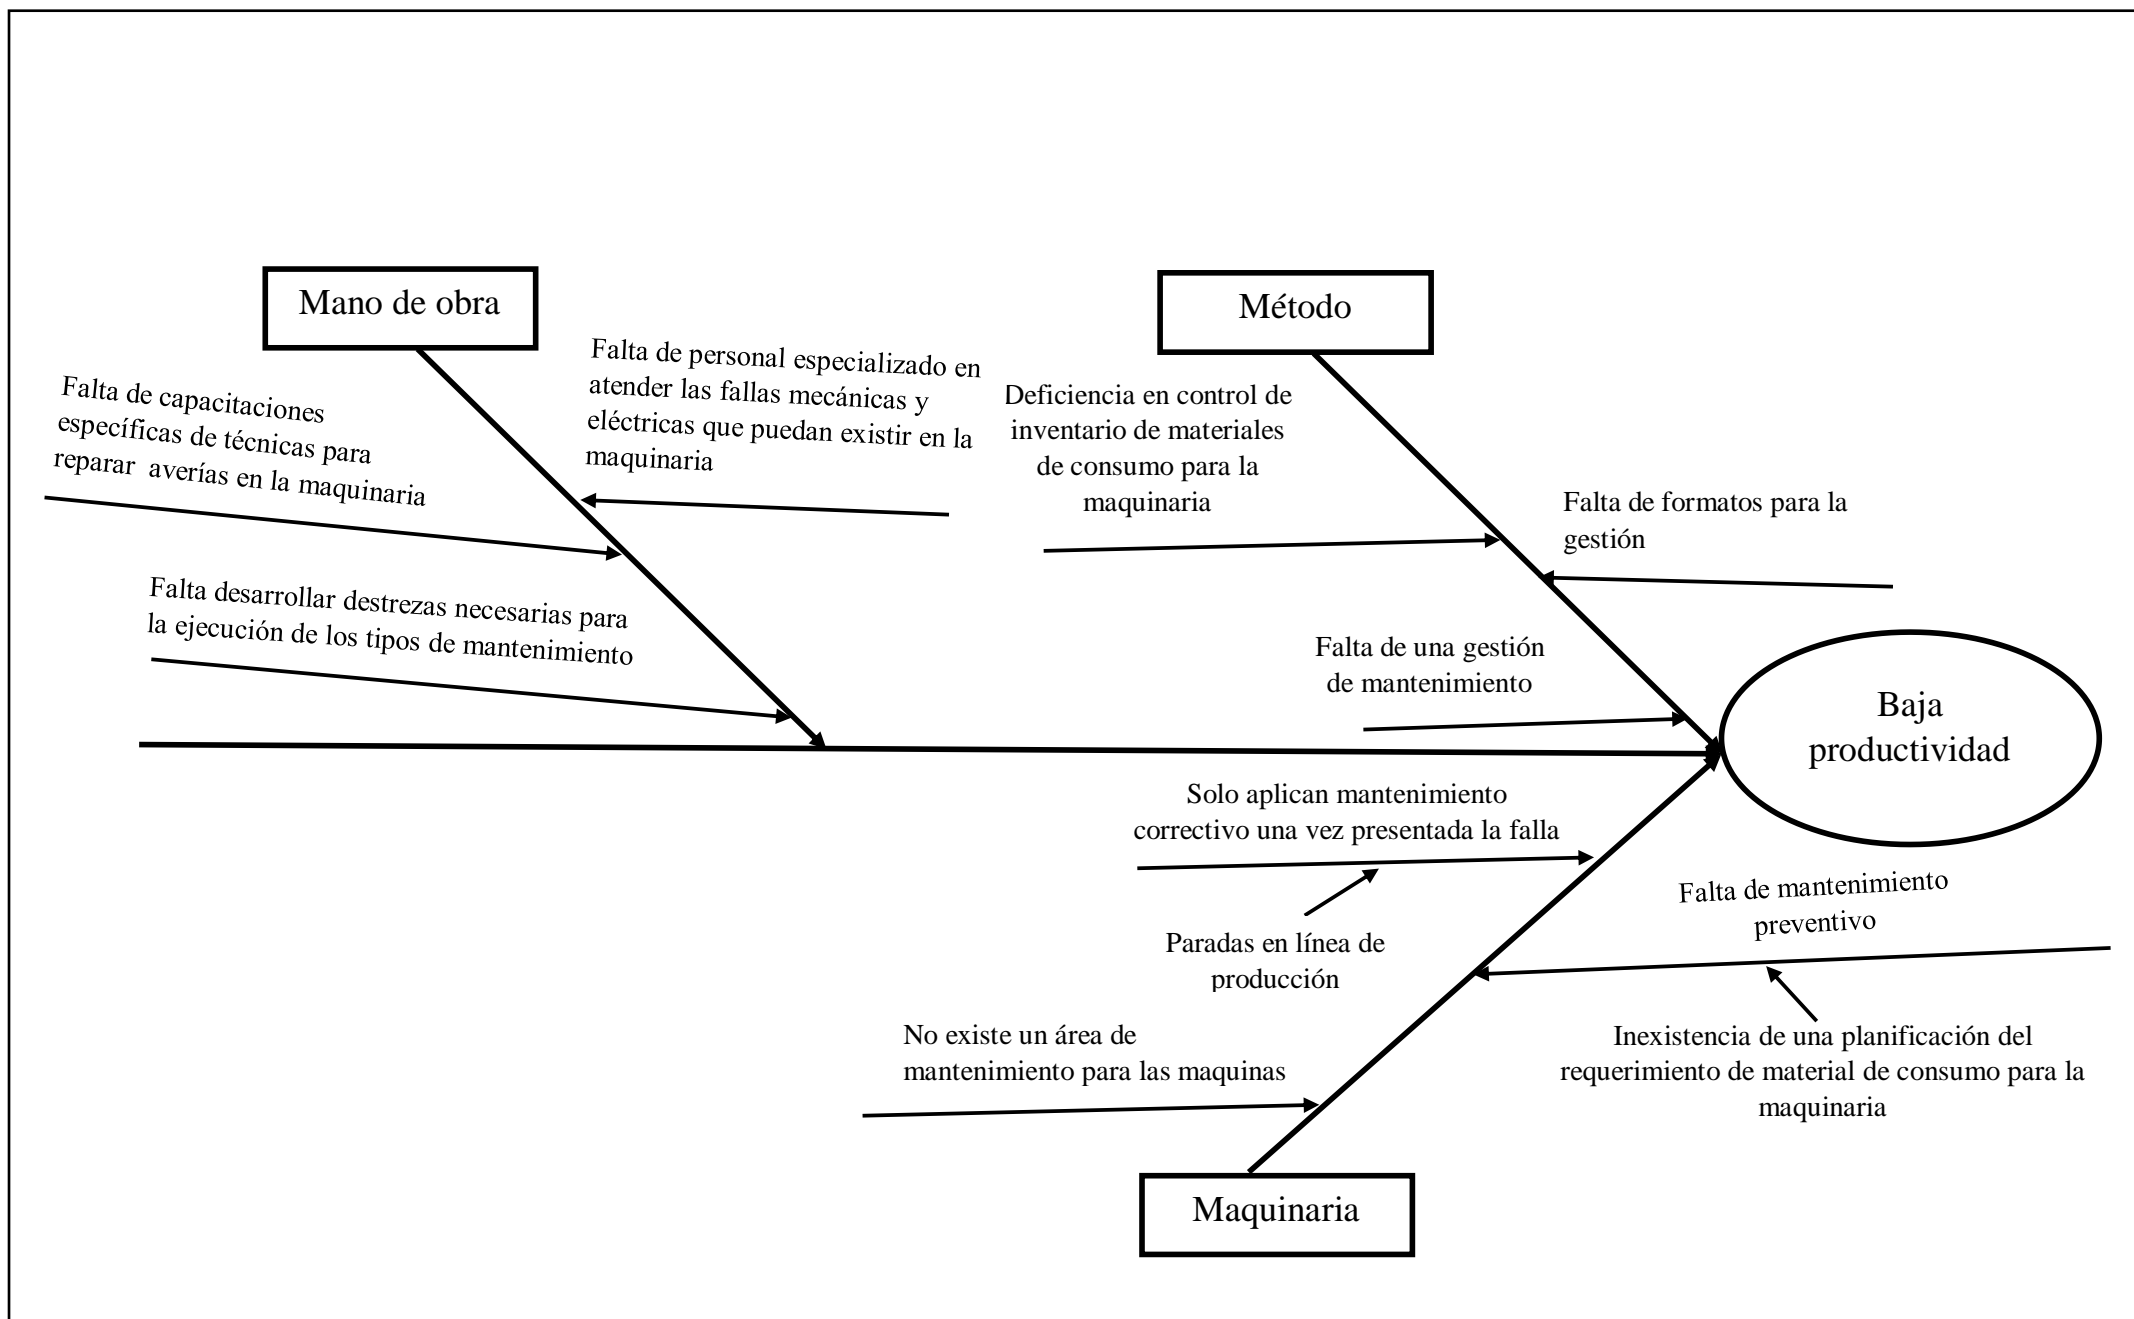 Mano de obra
Método
Falta de personal especializado en
atender las fallas mecánicas y
eléctricas que puedan existir en la
maquinaria
Falta de capacitaciones
específicas de técnicas para
reparar  averías en la maquinaria
Deficiencia en control de
inventario de materiales
de consumo para la
maquinaria
Falta de formatos para la
gestión
Falta desarrollar destrezas necesarias para
la ejecución de los tipos de mantenimiento
Falta de una gestión
de mantenimiento
Baja
productividad
Solo aplican mantenimiento
correctivo una vez presentada la falla
Falta de mantenimiento
preventivo
Paradas en línea de
producción
No existe un área de
mantenimiento para las maquinas
Inexistencia de una planificación del
requerimiento de material de consumo para la
maquinaria
Maquinaria